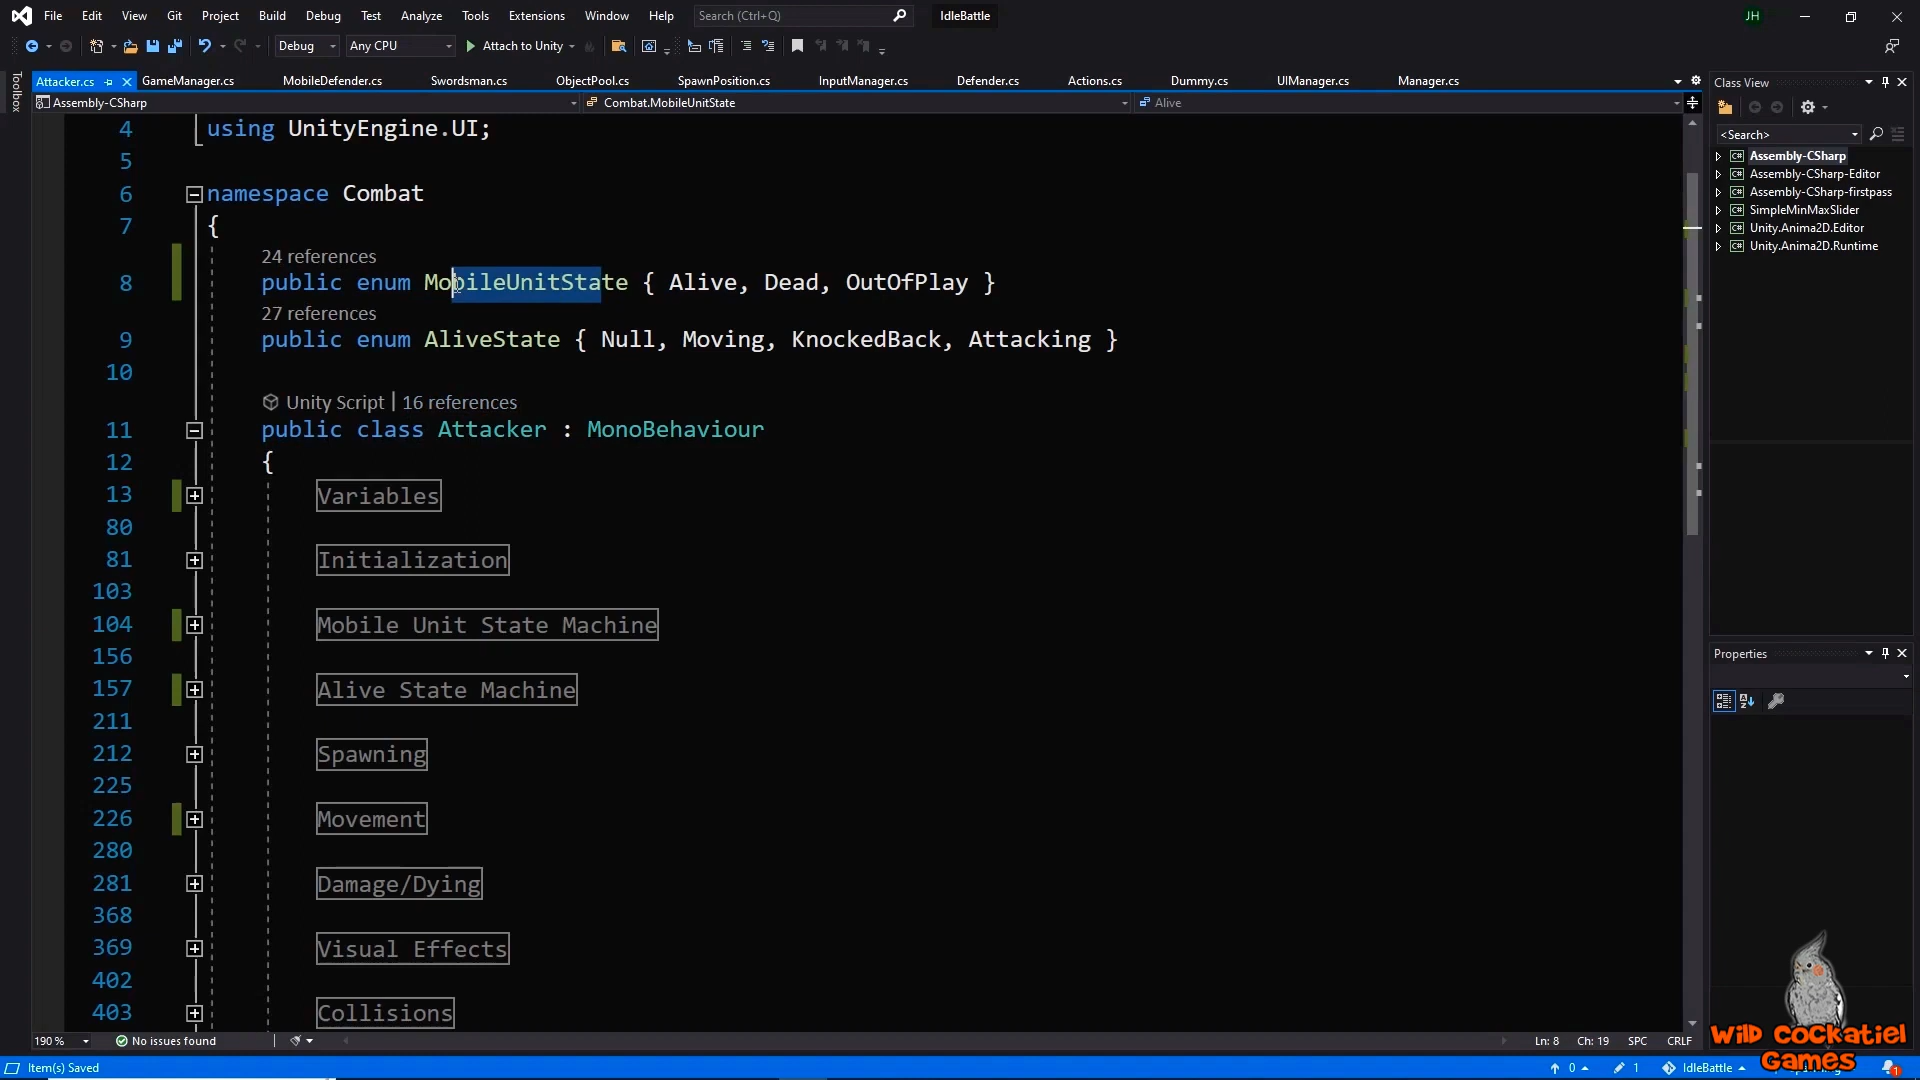 File Edit View Git Project Build Debug Test Analyze Tools Extensions Window Help Search (Ctrl+Q) IdleBattle JH
Debug Any CPU Attach to Unity
Toolbox
Attacker.cs GameManager.cs MobileDefender.cs Swordsman.cs ObjectPool.cs SpawnPosition.cs InputManager.cs Defender.cs Actions.cs Dummy.cs UIManager.cs Manager.cs
Assembly-CSharp Combat.MobileUnitState Alive
4 using UnityEngine.UI;
5
6 namespace Combat
7 {
24 references
8 public enum MobileUnitState { Alive, Dead, OutOfPlay }
27 references
9 public enum AliveState { Null, Moving, KnockedBack, Attacking }
10
Unity Script | 16 references
11 public class Attacker : MonoBehaviour
12 {
13 Variables
80
81 Initialization
103
104 Mobile Unit State Machine
156
157 Alive State Machine
211
212 Spawning
225
226 Movement
280
281 Damage/Dying
368
369 Visual Effects
402
403 Collisions
190 % No issues found Ln: 8 Ch: 19 SPC CRLF
Item(s) Saved 0 1 IdleBattle 1
Class View
<Search>
Assembly-CSharp
Assembly-CSharp-Editor
Assembly-CSharp-firstpass
SimpleMinMaxSlider
Unity.Anima2D.Editor
Unity.Anima2D.Runtime
Properties
Wild Cockatiel
Games